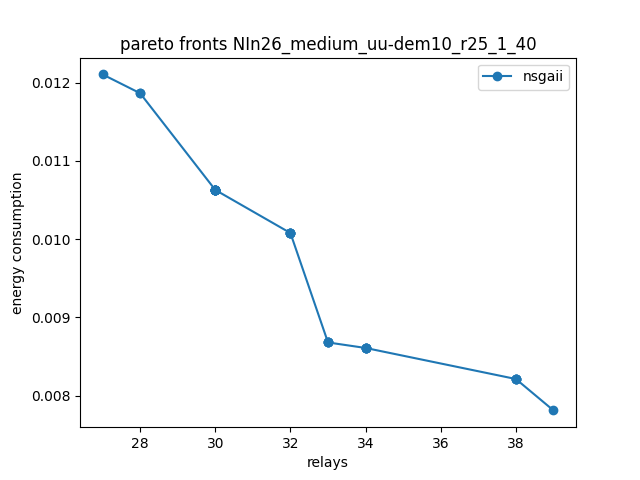 pareto fronts NIn26_medium_uu-dem10_r25_1_40
nsgaii
0.012
0.011
0.010
0.009
0.008
energy consumption
28 30 32 34 36 38
relays